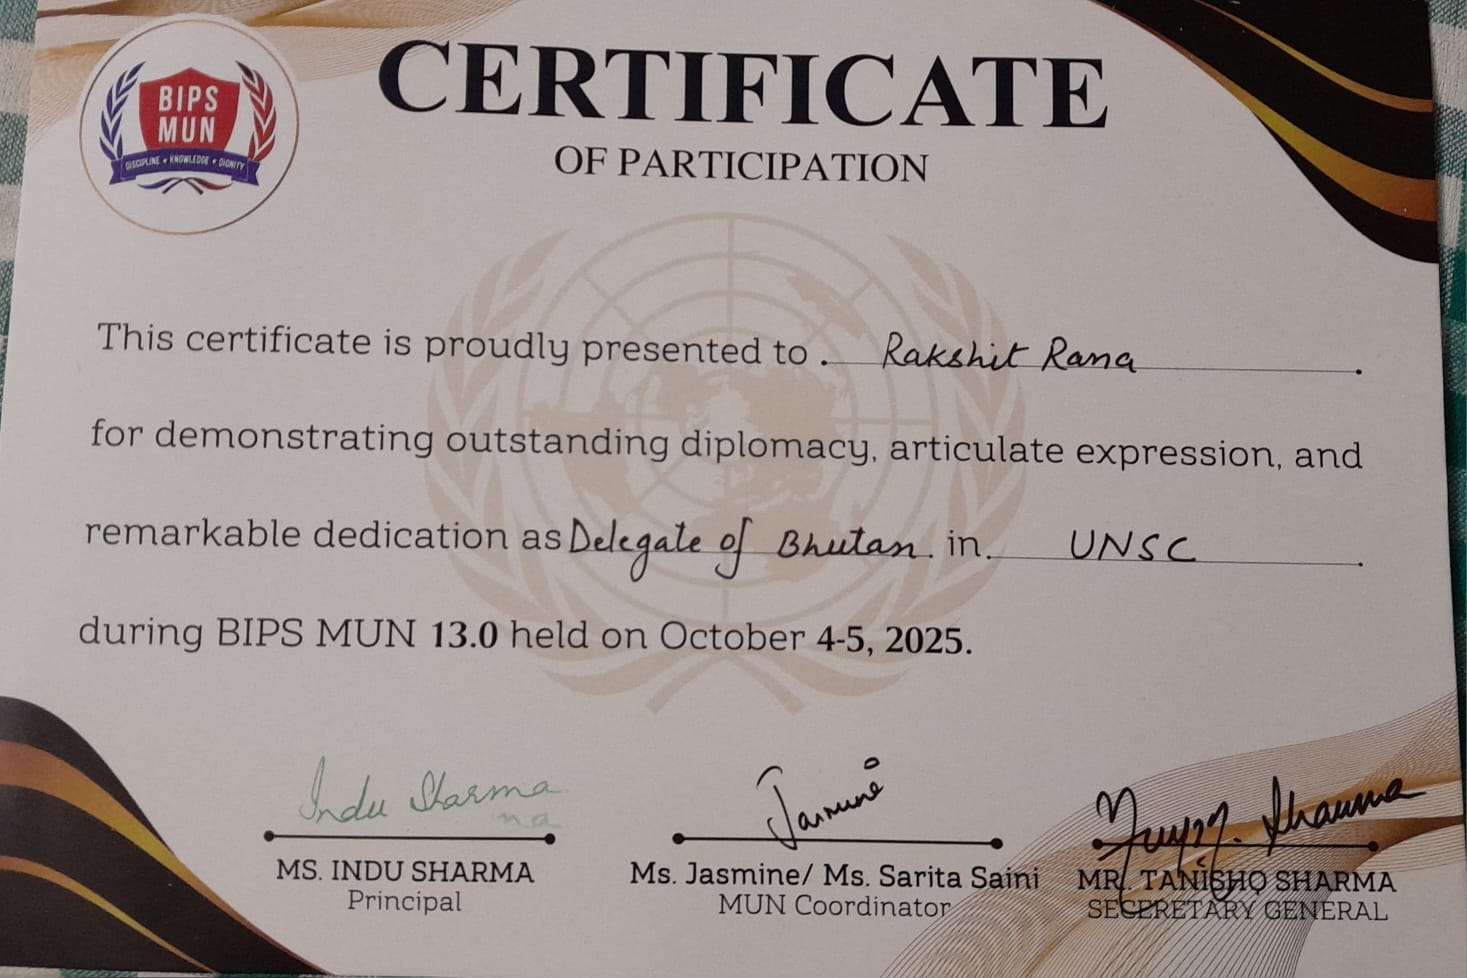 BIPS
MUN
DISCIPLINE • KNOWLEDGE • DIGNITY
CERTIFICATE
OF PARTICIPATION
This certificate is proudly presented to . Rakshit Rana .
for demonstrating outstanding diplomacy, articulate expression, and
remarkable dedication as Delegate of Bhutan. in. UNSC .
during BIPS MUN 13.0 held on October 4-5, 2025.
Indu Sharma
na
Jasmine
Sharma
MS. INDU SHARMA
Principal
Ms. Jasmine/ Ms. Sarita Saini
MUN Coordinator
MR. TANISHQ SHARMA
SECERETARY GENERAL